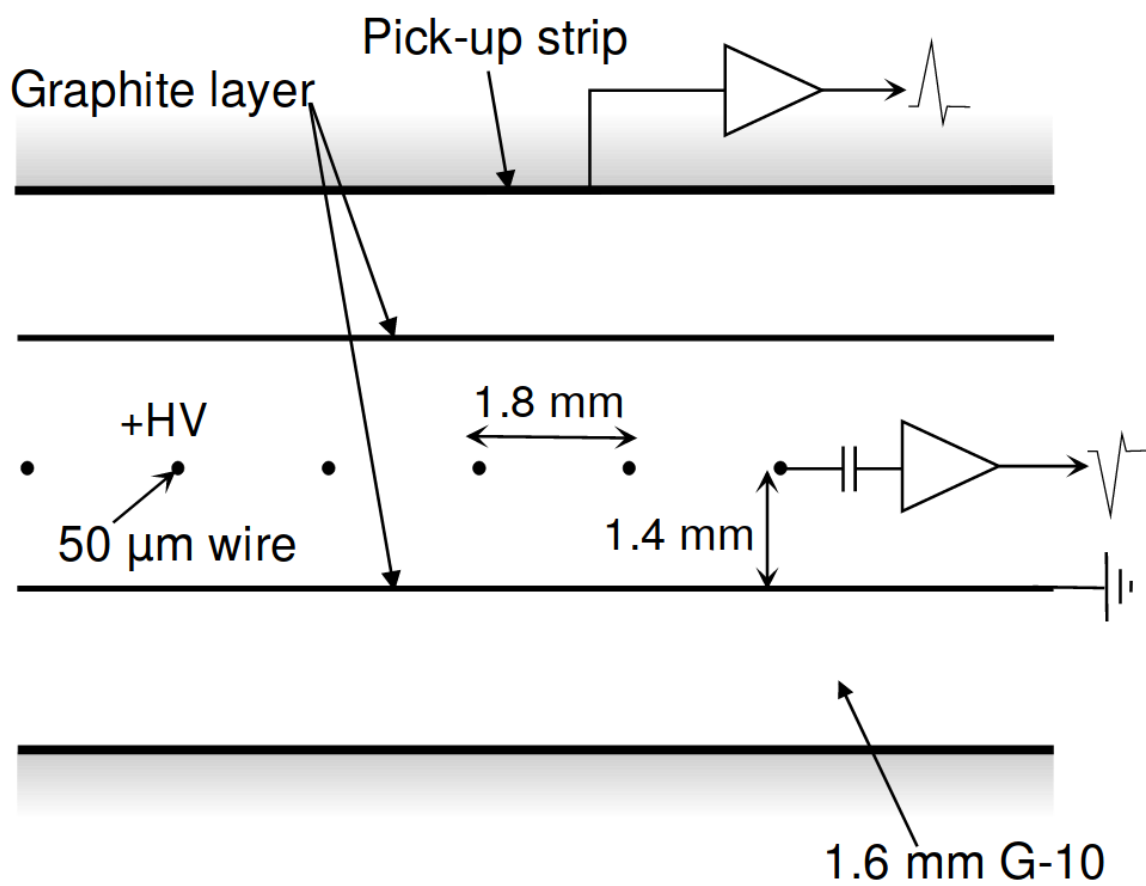 Pick-up strip
Graphite layer
+HV
1.8 mm
50 µm wire
1.4 mm
1.6 mm G-10